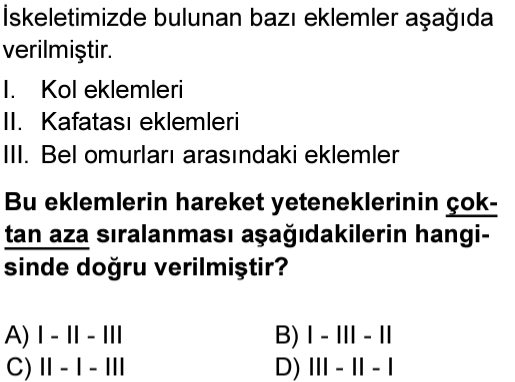 İskeletimizde bulunan bazı eklemler aşağıda
verilmiştir.
I. Kol eklemleri
II. Kafatası eklemleri
III. Bel omurları arasındaki eklemler
Bu eklemlerin hareket yeteneklerinin çok-
tan aza sıralanması aşağıdakilerin hangi-
sinde doğru verilmiştir?
A) I - II - III B) I - III - II
C) II - I - III D) III - II - I